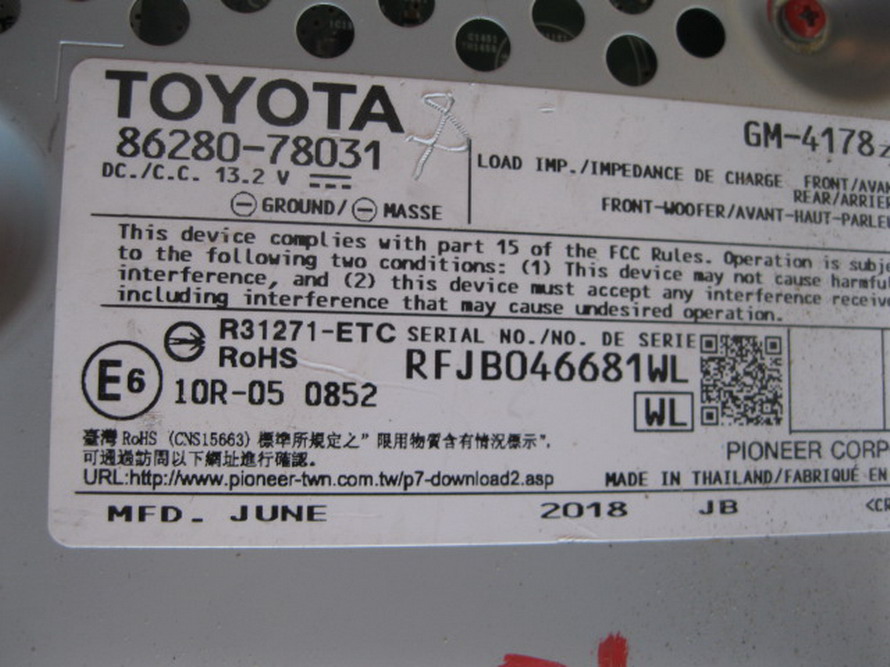 TOYOTA
86280-78031
DC./C.C. 13.2 V
GROUND/ MASSE
GM-4178
LOAD IMP./IMPEDANCE DE CHARGE FRONT/AVAN
REAR/ARRIER
FRONT-WOOFER/AVANT-HAUT-PARLEU
This device complies with part 15 of the FCC Rules. Operation is subje
to the following two conditions: (1) This device may not cause harmful
interference, and (2) this device must accept any interference receive
including interference that may cause undesired operation.
R31271-ETC
RoHS
SERIAL NO./NO. DE SERIE
RFJB046681WL
WL
E6
10R-05 0852
臺灣 RoHS (CNS15663) 標準所規定之” 限用物質含有情況標示”,
可通過訪問以下網址進行確認。
URL:http://www.pioneer-twn.com.tw/p7-download2.asp
PIONEER CORP
MADE IN THAILAND/FABRIQUÉ EN
MFD. JUNE 2018 JB <CR